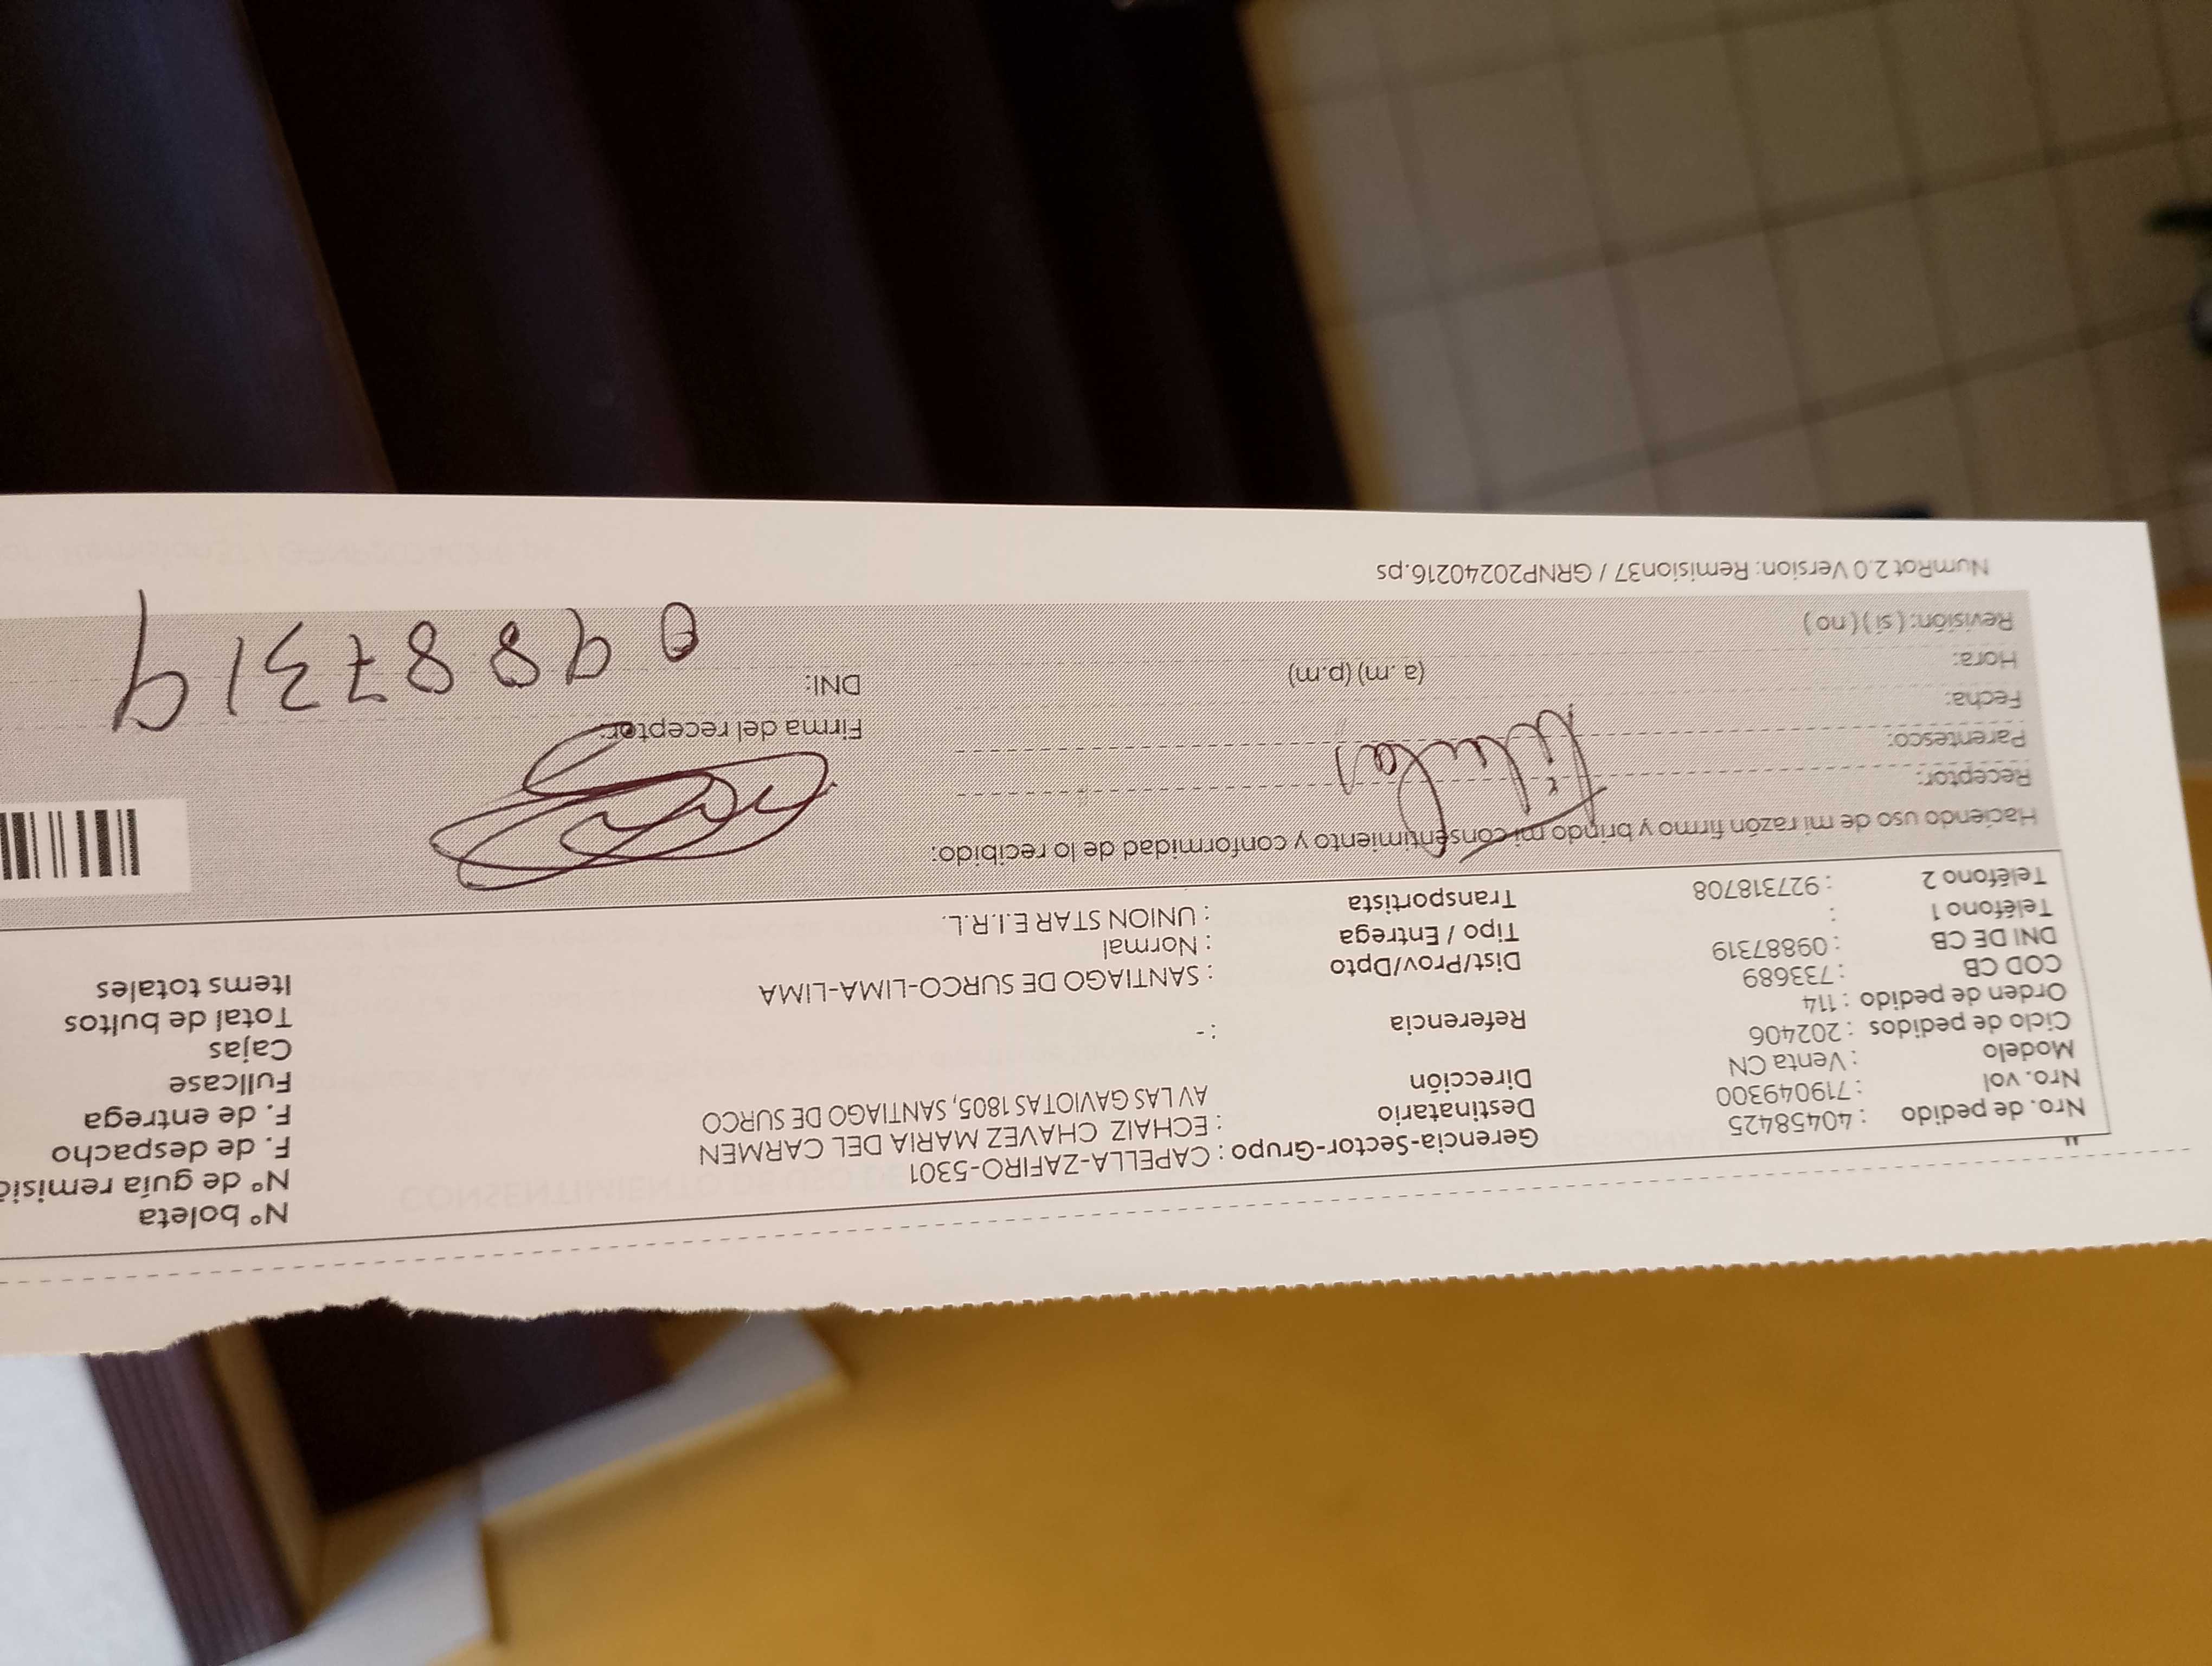 Nº boleta
Nº de guía remisió
F. de despacho
F. de entrega
Fullcase
Cajas
Total de bultos
Items totales
Gerencia-Sector-Grupo : CAPELLA-ZAFIRO-5301
Destinatario : ECHAIZ CHAVEZ MARIA DEL CARMEN
Dirección AV LAS GAVIOTAS 1805, SANTIAGO DE SURCO
Referencia : -
Dist/Prov/Dpto : SANTIAGO DE SURCO-LIMA-LIMA
Tipo / Entrega : Normal
Transportista : UNION STAR E.I.R.L.
Nro. de pedido : 40458425
Nro. vol : 719049300
Modelo : Venta CN
Ciclo de pedidos : 202406
Orden de pedido : 114
COD CB : 733689
DNI DE CB : 09887319
Teléfono 1 :
Teléfono 2 : 927318708
Haciendo uso de mi razón firmo y brindo mi consentimiento y conformidad de lo recibido:
Receptor:
Parentesco: Titular
Fecha:
Hora: (a. m) (p.m)
Revisión: ( si ) ( no )
Firma del receptor:
DNI: 09887319
NumRot 2.0 Version: Remision37 / GRNP20240216.ps